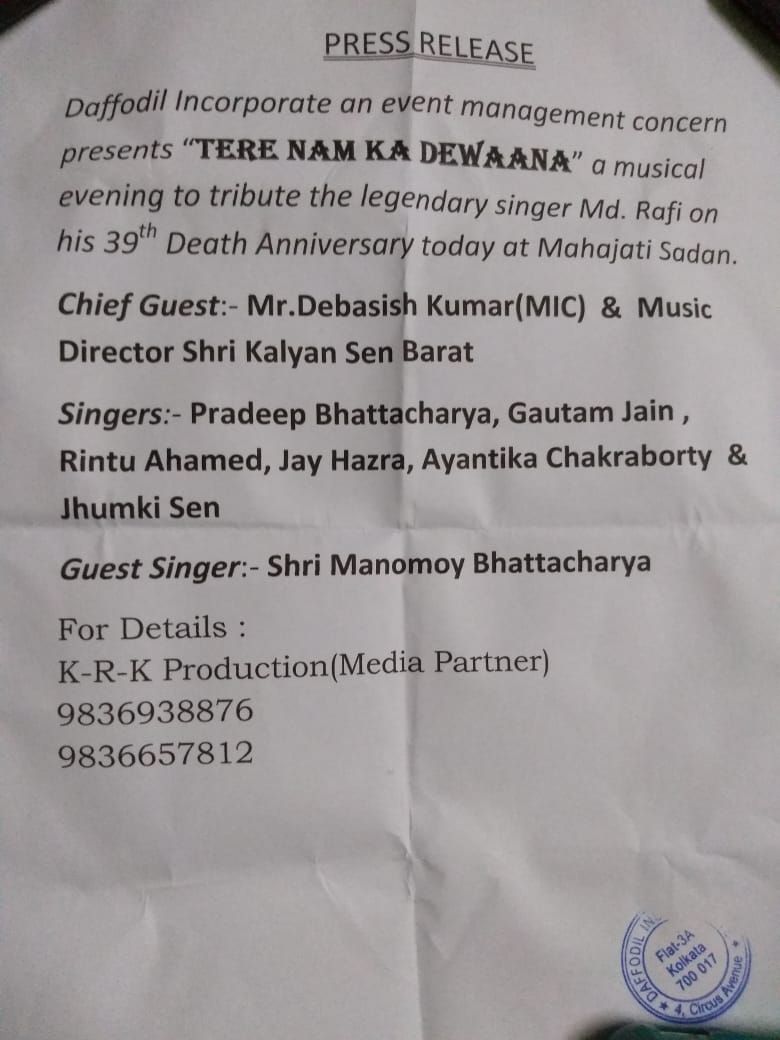 PRESS RELEASE
Daffodil Incorporate an event management concern
presents “TERE NAM KA DEWAANA” a musical
evening to tribute the legendary singer Md. Rafi on
his 39th Death Anniversary today at Mahajati Sadan.
Chief Guest:- Mr.Debasish Kumar(MIC) & Music
Director Shri Kalyan Sen Barat
Singers:- Pradeep Bhattacharya, Gautam Jain ,
Rintu Ahamed, Jay Hazra, Ayantika Chakraborty &
Jhumki Sen
Guest Singer:- Shri Manomoy Bhattacharya
For Details :
K-R-K Production(Media Partner)
9836938876
9836657812
DAFFODIL
Flat-3A
Kolkata
700 017
★ 4, Circus Avenue ★